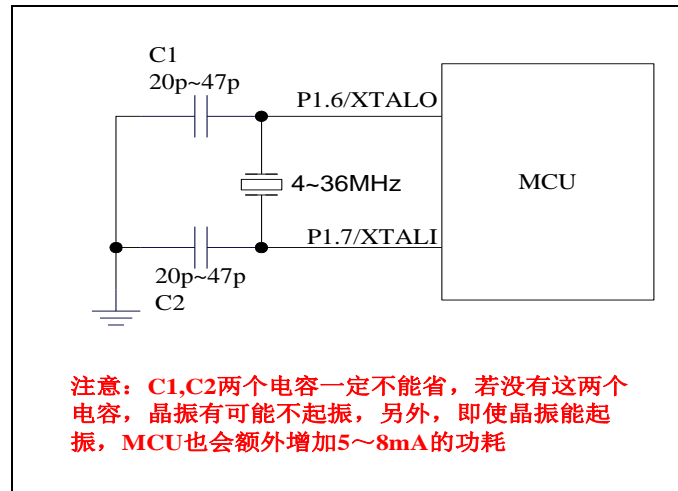 C1
20p~47p
P1.6/XTALO
4~36MHz
MCU
P1.7/XTALI
20p~47p
C2
注意：C1,C2两个电容一定不能省，若没有这两个
电容，晶振有可能不起振，另外，即使晶振能起
振，MCU也会额外增加5～8mA的功耗